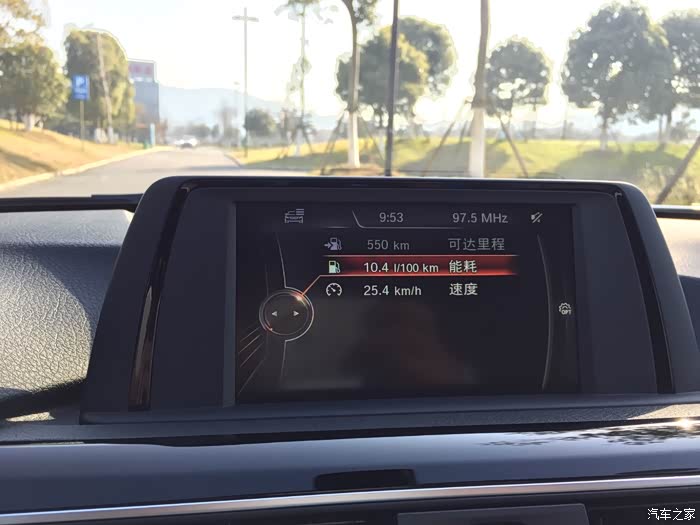 9:53 97.5 MHz
550 km 可达里程
10.4 l/100 km 能耗
25.4 km/h 速度
OFF
P
汽车之家